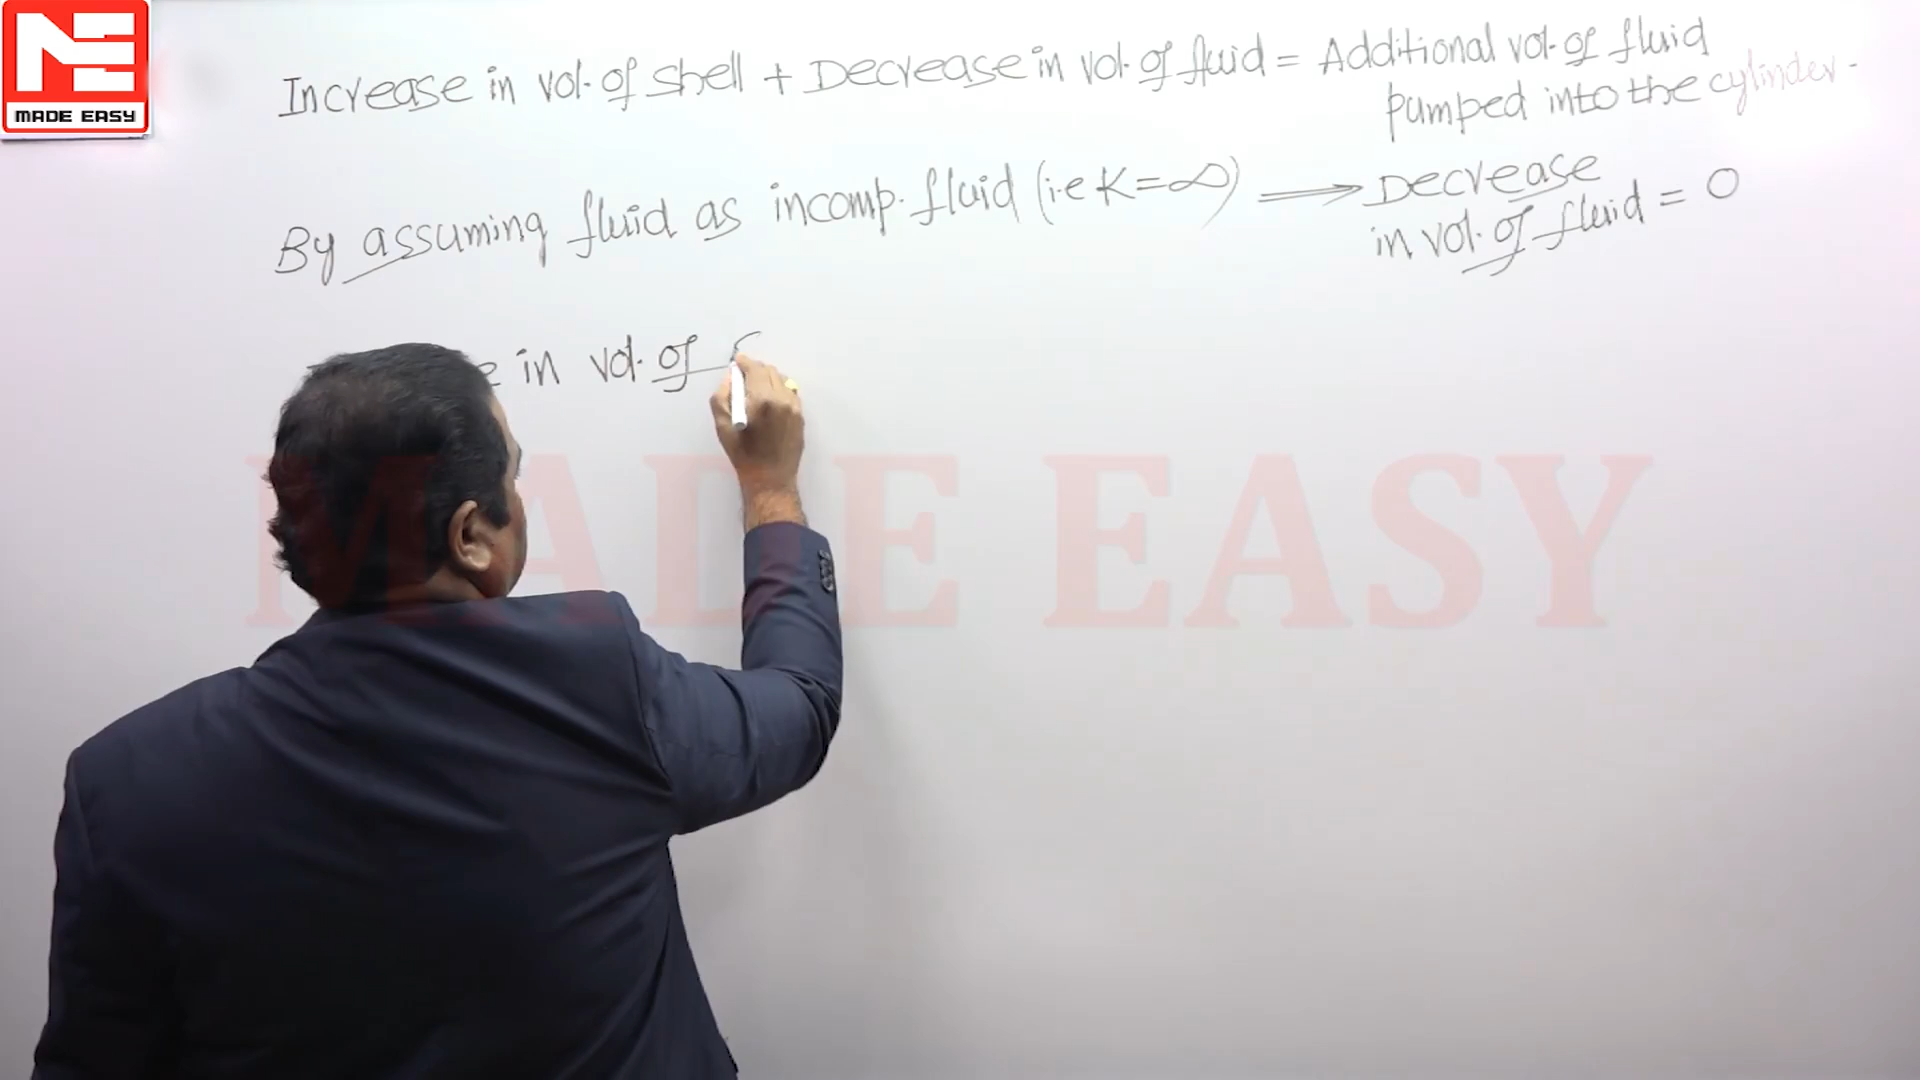 MADE EASY
Increase in vol. of shell + Decrease in vol. of fluid = Additional vol. of fluid
pumped into the cylinder.
By assuming fluid as incomp. fluid (i.e K = ∞) ⟹ Decrease
in vol. of fluid = 0
in vol. of
MADE EASY